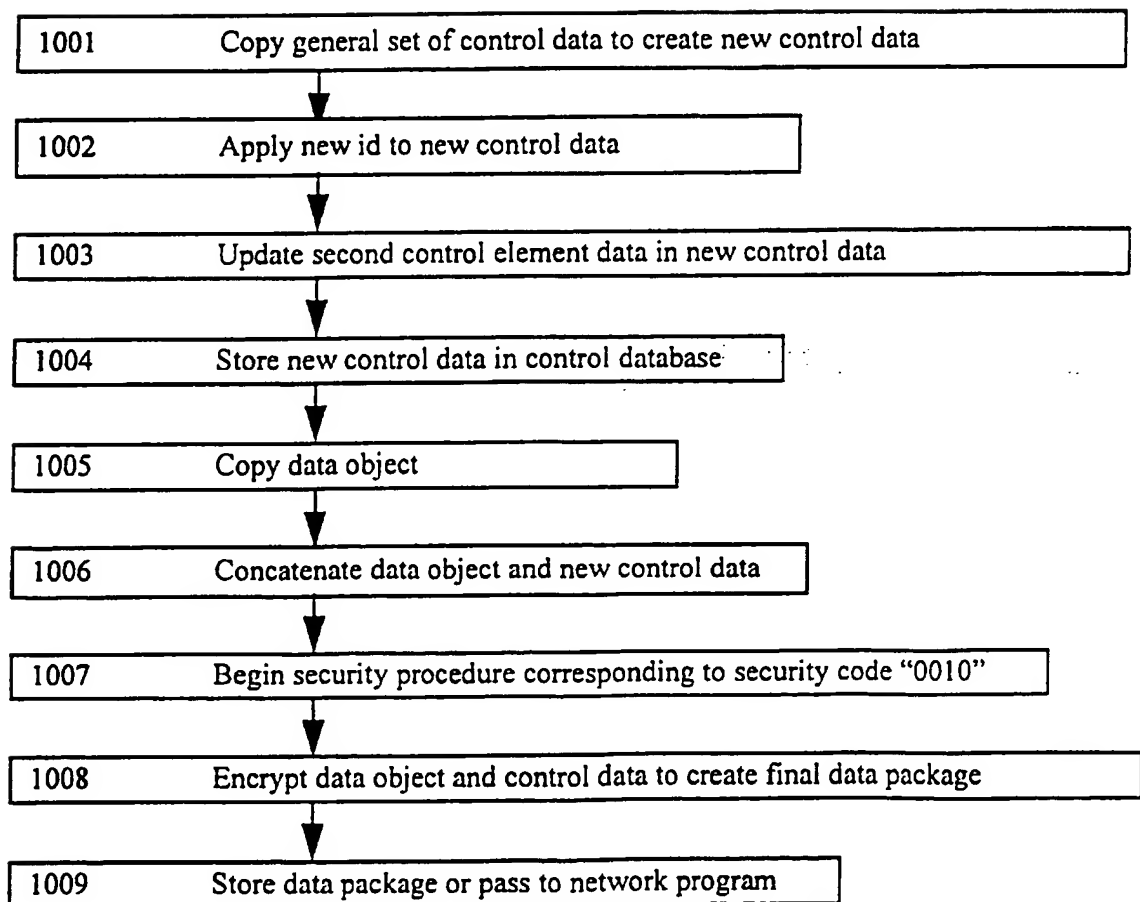 1001 Copy general set of control data to create new control data
1002 Apply new id to new control data
1003 Update second control element data in new control data
1004 Store new control data in control database
1005 Copy data object
1006 Concatenate data object and new control data
1007 Begin security procedure corresponding to security code “0010”
1008 Encrypt data object and control data to create final data package
1009 Store data package or pass to network program